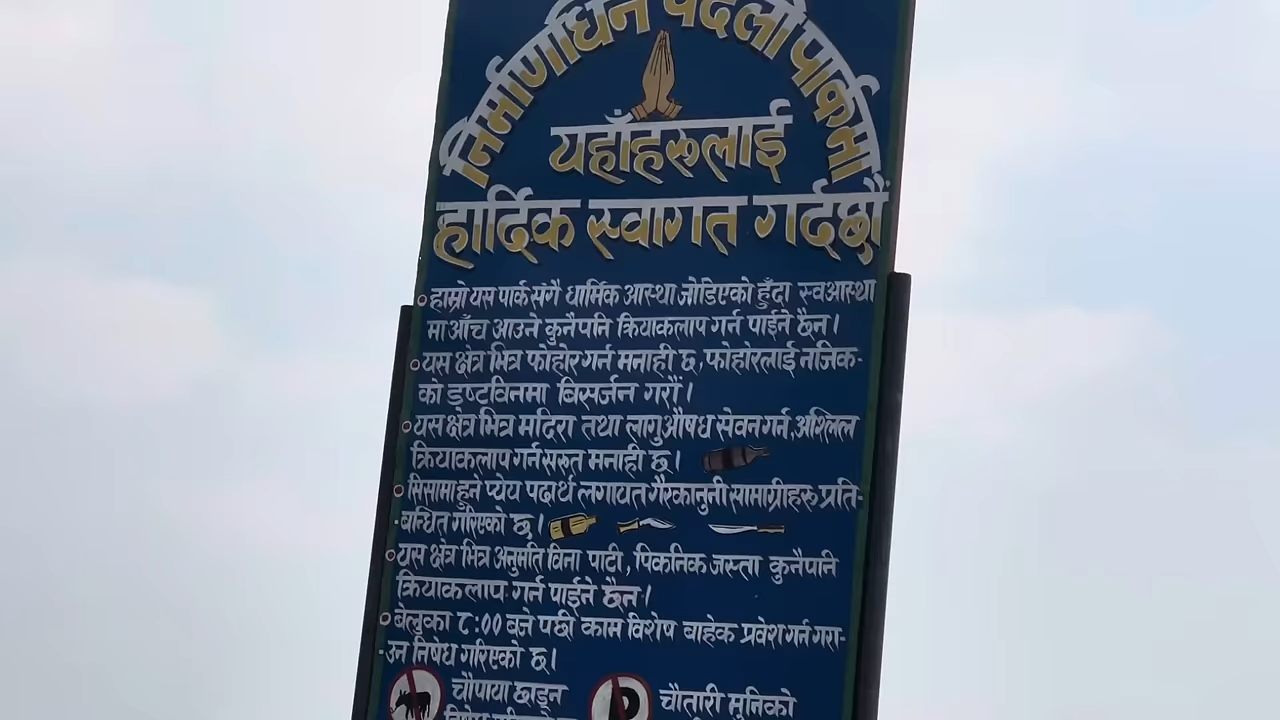 निर्माणाधिन पदेली पार्कमा
यहाँहरूलाई
हार्दिक स्वागत गर्दछौं
हाम्रो यस पार्क संगै धार्मिक आस्था जोडिएको हुँदा स्वआस्था
मा आँच आउने कुनैपनि क्रियाकलाप गर्न पाईने छैन।
यस क्षेत्र भित्र फोहोर गर्न मनाही छ, फोहोरलाई नजिक-
को डष्टविनमा बिसर्जन गरौं।
यस क्षेत्र भित्र मदिरा तथा लागुऔषध सेवन गर्न, अश्लिल
क्रियाकलाप गर्न सख्त मनाही छ।
सिसामा हुने प्येय पदार्थ लगायत गैरकानुनी सामाग्रीहरू प्रति-
-बन्धित गरिएको छ।
यस क्षेत्र भित्र अनुमति विना पाटी, पिकनिक जस्ता कुनैपनि
क्रियाकलाप गर्न पाईने छैन।
बेलुका ८:०० बजे पछी काम विशेष बाहेक प्रवेश गर्न गरा-
-उन निषेध गरिएको छ।
चौपाया छाड्न
चौतारी मुनिको